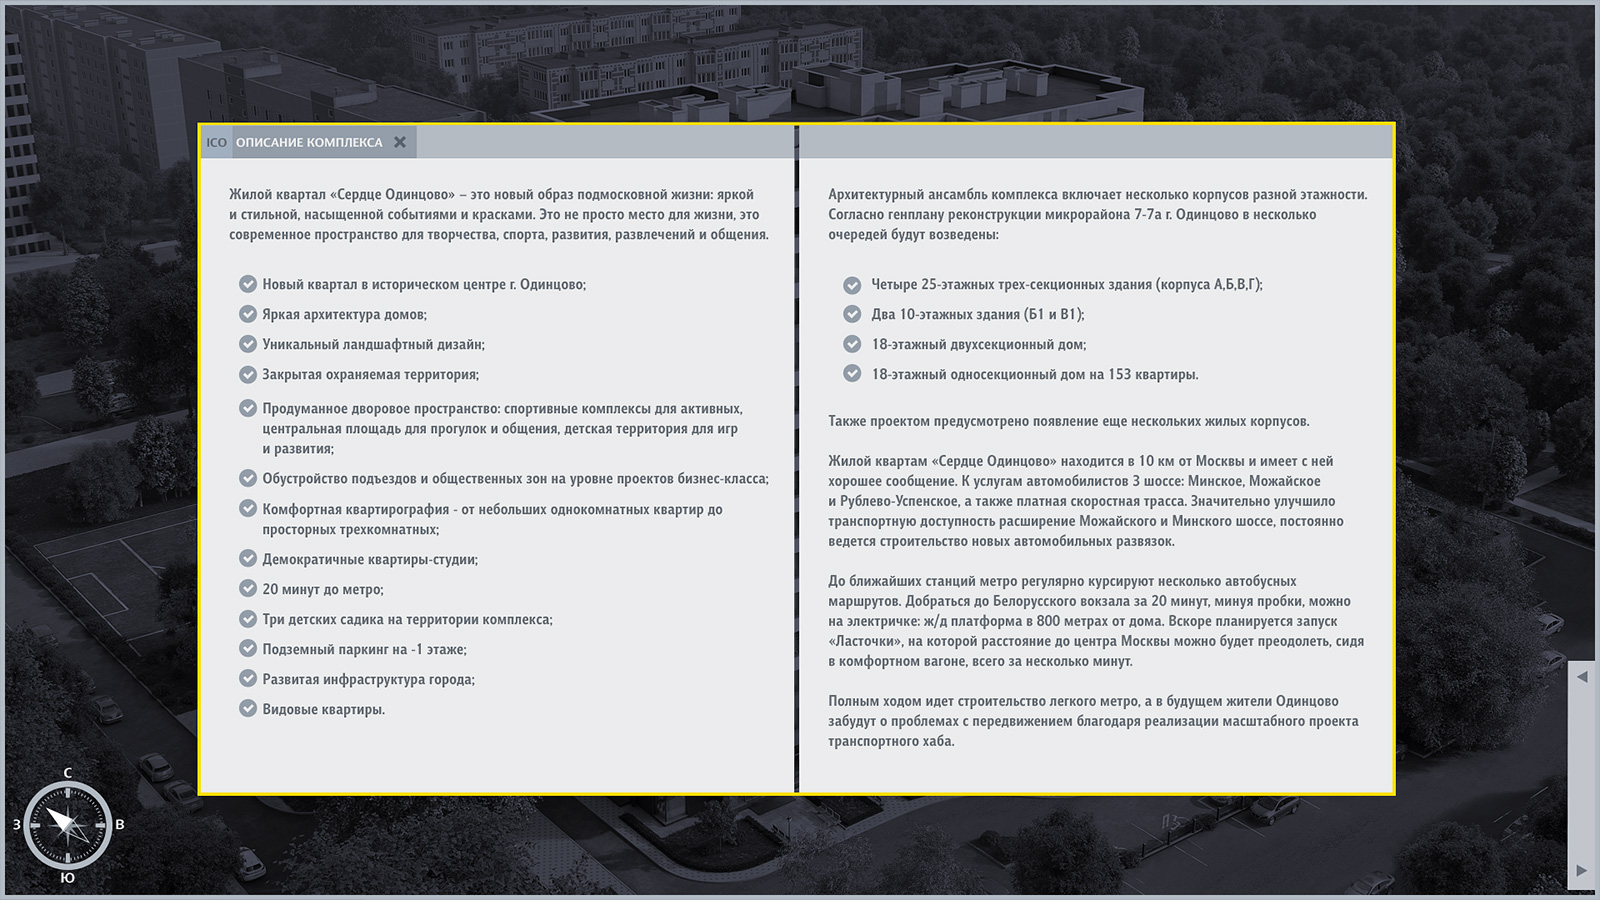 ICO ОПИСАНИЕ КОМПЛЕКСА
Жилой квартал «Сердце Одинцово» – это новый образ подмосковной жизни: яркой
и стильной, насыщенной событиями и красками. Это не просто место для жизни, это
современное пространство для творчества, спорта, развития, развлечений и общения.
Новый квартал в историческом центре г. Одинцово;
Яркая архитектура домов;
Уникальный ландшафтный дизайн;
Закрытая охраняемая территория;
Продуманное дворовое пространство: спортивные комплексы для активных,
центральная площадь для прогулок и общения, детская территория для игр
и развития;
Обустройство подъездов и общественных зон на уровне проектов бизнес-класса;
Комфортная квартирография - от небольших однокомнатных квартир до
просторных трехкомнатных;
Демократичные квартиры-студии;
20 минут до метро;
Три детских садика на территории комплекса;
Подземный паркинг на -1 этаже;
Развитая инфраструктура города;
Видовые квартиры.
Архитектурный ансамбль комплекса включает несколько корпусов разной этажности.
Согласно генплану реконструкции микрорайона 7-7а г. Одинцово в несколько
очередей будут возведены:
Четыре 25-этажных трех-секционных здания (корпуса А,Б,В,Г);
Два 10-этажных здания (Б1 и В1);
18-этажный двухсекционный дом;
18-этажный односекционный дом на 153 квартиры.
Также проектом предусмотрено появление еще нескольких жилых корпусов.
Жилой квартам «Сердце Одинцово» находится в 10 км от Москвы и имеет с ней
хорошее сообщение. К услугам автомобилистов 3 шоссе: Минское, Можайское
и Рублево-Успенское, а также платная скоростная трасса. Значительно улучшило
транспортную доступность расширение Можайского и Минского шоссе, постоянно
ведется строительство новых автомобильных развязок.
До ближайших станций метро регулярно курсируют несколько автобусных
маршрутов. Добраться до Белорусского вокзала за 20 минут, минуя пробки, можно
на электричке: ж/д платформа в 800 метрах от дома. Вскоре планируется запуск
«Ласточки», на которой расстояние до центра Москвы можно будет преодолеть, сидя
в комфортном вагоне, всего за несколько минут.
Полным ходом идет строительство легкого метро, а в будущем жители Одинцово
забудут о проблемах с передвижением благодаря реализации масштабного проекта
транспортного хаба.
С
З
В
Ю